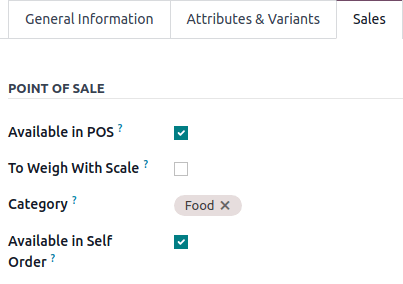 General Information Attributes & Variants Sales
POINT OF SALE
Available in POS ?
To Weigh With Scale ?
Category ? Food ×
Available in Self
Order ?